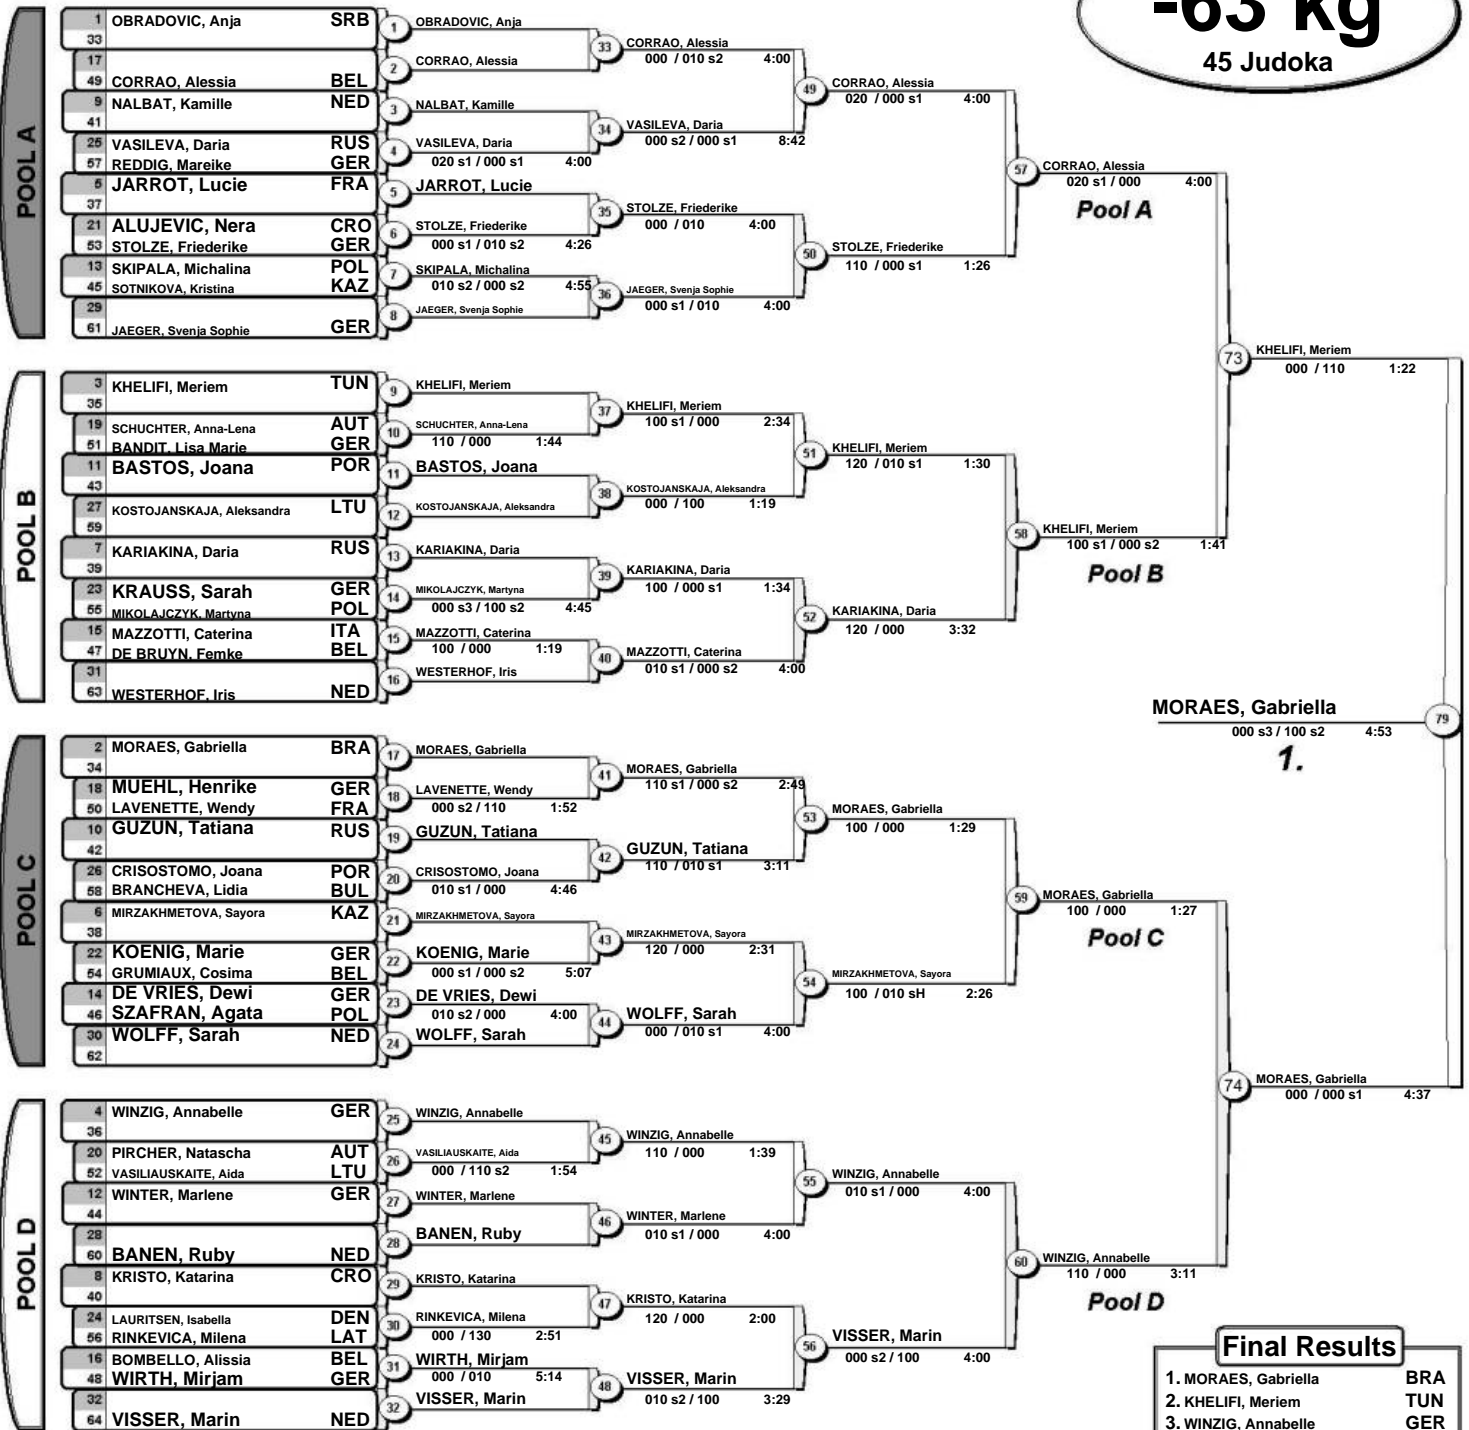 -63 kg
45 Judoka
POOL A
1 OBRADOVIC, Anja SRB
33
17
49 CORRAO, Alessia BEL
9 NALBAT, Kamille NED
41
25 VASILEVA, Daria RUS
57 REDDIG, Mareike GER
5 JARROT, Lucie FRA
37
21 ALUJEVIC, Nera CRO
53 STOLZE, Friederike GER
13 SKIPALA, Michalina POL
45 SOTNIKOVA, Kristina KAZ
29
61 JAEGER, Svenja Sophie GER
1 OBRADOVIC, Anja
2 CORRAO, Alessia
3 NALBAT, Kamille
4 VASILEVA, Daria
020 s1 / 000 s1 4:00
5 JARROT, Lucie
6 STOLZE, Friederike
000 s1 / 010 s2 4:26
7 SKIPALA, Michalina
010 s2 / 000 s2 4:55
8 JAEGER, Svenja Sophie
33 CORRAO, Alessia
000 / 010 s2 4:00
34 VASILEVA, Daria
000 s2 / 000 s1 8:42
35 STOLZE, Friederike
000 / 010 4:00
36 JAEGER, Svenja Sophie
000 s1 / 010 4:00
49 CORRAO, Alessia
020 / 000 s1 4:00
50 STOLZE, Friederike
110 / 000 s1 1:26
57 CORRAO, Alessia
020 s1 / 000 4:00
Pool A
POOL B
3 KHELIFI, Meriem TUN
35
19 SCHUCHTER, Anna-Lena AUT
51 BANDIT, Lisa Marie GER
11 BASTOS, Joana POR
43
27 KOSTOJANSKAJA, Aleksandra LTU
59
7 KARIAKINA, Daria RUS
39
23 KRAUSS, Sarah GER
55 MIKOLAJCZYK, Martyna POL
15 MAZZOTTI, Caterina ITA
47 DE BRUYN, Femke BEL
31
63 WESTERHOF, Iris NED
9 KHELIFI, Meriem
10 SCHUCHTER, Anna-Lena
110 / 000 1:44
11 BASTOS, Joana
12 KOSTOJANSKAJA, Aleksandra
13 KARIAKINA, Daria
14 MIKOLAJCZYK, Martyna
000 s3 / 100 s2 4:45
15 MAZZOTTI, Caterina
100 / 000 1:19
16 WESTERHOF, Iris
37 KHELIFI, Meriem
100 s1 / 000 2:34
38 KOSTOJANSKAJA, Aleksandra
000 / 100 1:19
39 KARIAKINA, Daria
100 / 000 s1 1:34
40 MAZZOTTI, Caterina
010 s1 / 000 s2 4:00
51 KHELIFI, Meriem
120 / 010 s1 1:30
52 KARIAKINA, Daria
120 / 000 3:32
58 KHELIFI, Meriem
100 s1 / 000 s2 1:41
Pool B
73 KHELIFI, Meriem
000 / 110 1:22
MORAES, Gabriella 79
000 s3 / 100 s2 4:53
1.
POOL C
2 MORAES, Gabriella BRA
34
18 MUEHL, Henrike GER
50 LAVENETTE, Wendy FRA
10 GUZUN, Tatiana RUS
42
26 CRISOSTOMO, Joana POR
58 BRANCHEVA, Lidia BUL
6 MIRZAKHMETOVA, Sayora KAZ
38
22 KOENIG, Marie GER
54 GRUMIAUX, Cosima BEL
14 DE VRIES, Dewi GER
46 SZAFRAN, Agata POL
30 WOLFF, Sarah NED
62
17 MORAES, Gabriella
18 LAVENETTE, Wendy
000 s2 / 110 1:52
19 GUZUN, Tatiana
20 CRISOSTOMO, Joana
010 s1 / 000 4:46
21 MIRZAKHMETOVA, Sayora
22 KOENIG, Marie
000 s1 / 000 s2 5:07
23 DE VRIES, Dewi
010 s2 / 000 4:00
24 WOLFF, Sarah
41 MORAES, Gabriella
110 s1 / 000 s2 2:49
42 GUZUN, Tatiana
110 / 010 s1 3:11
43 MIRZAKHMETOVA, Sayora
120 / 000 2:31
44 WOLFF, Sarah
000 / 010 s1 4:00
53 MORAES, Gabriella
100 / 000 1:29
54 MIRZAKHMETOVA, Sayora
100 / 010 sH 2:26
59 MORAES, Gabriella
100 / 000 1:27
Pool C
POOL D
4 WINZIG, Annabelle GER
36
20 PIRCHER, Natascha AUT
52 VASILIAUSKAITE, Aida LTU
12 WINTER, Marlene GER
44
28
60 BANEN, Ruby NED
8 KRISTO, Katarina CRO
40
24 LAURITSEN, Isabella DEN
56 RINKEVICA, Milena LAT
16 BOMBELLO, Alissia BEL
48 WIRTH, Mirjam GER
32
64 VISSER, Marin NED
25 WINZIG, Annabelle
26 VASILIAUSKAITE, Aida
000 / 110 s2 1:54
27 WINTER, Marlene
28 BANEN, Ruby
29 KRISTO, Katarina
30 RINKEVICA, Milena
000 / 130 2:51
31 WIRTH, Mirjam
000 / 010 5:14
32 VISSER, Marin
45 WINZIG, Annabelle
110 / 000 1:39
46 WINTER, Marlene
010 s1 / 000 4:00
47 KRISTO, Katarina
120 / 000 2:00
48 VISSER, Marin
010 s2 / 100 3:29
55 WINZIG, Annabelle
010 s1 / 000 4:00
56 VISSER, Marin
000 s2 / 100 4:00
60 WINZIG, Annabelle
110 / 000 3:11
Pool D
74 MORAES, Gabriella
000 / 000 s1 4:37
Final Results
1. MORAES, Gabriella BRA
2. KHELIFI, Meriem TUN
3. WINZIG, Annabelle GER